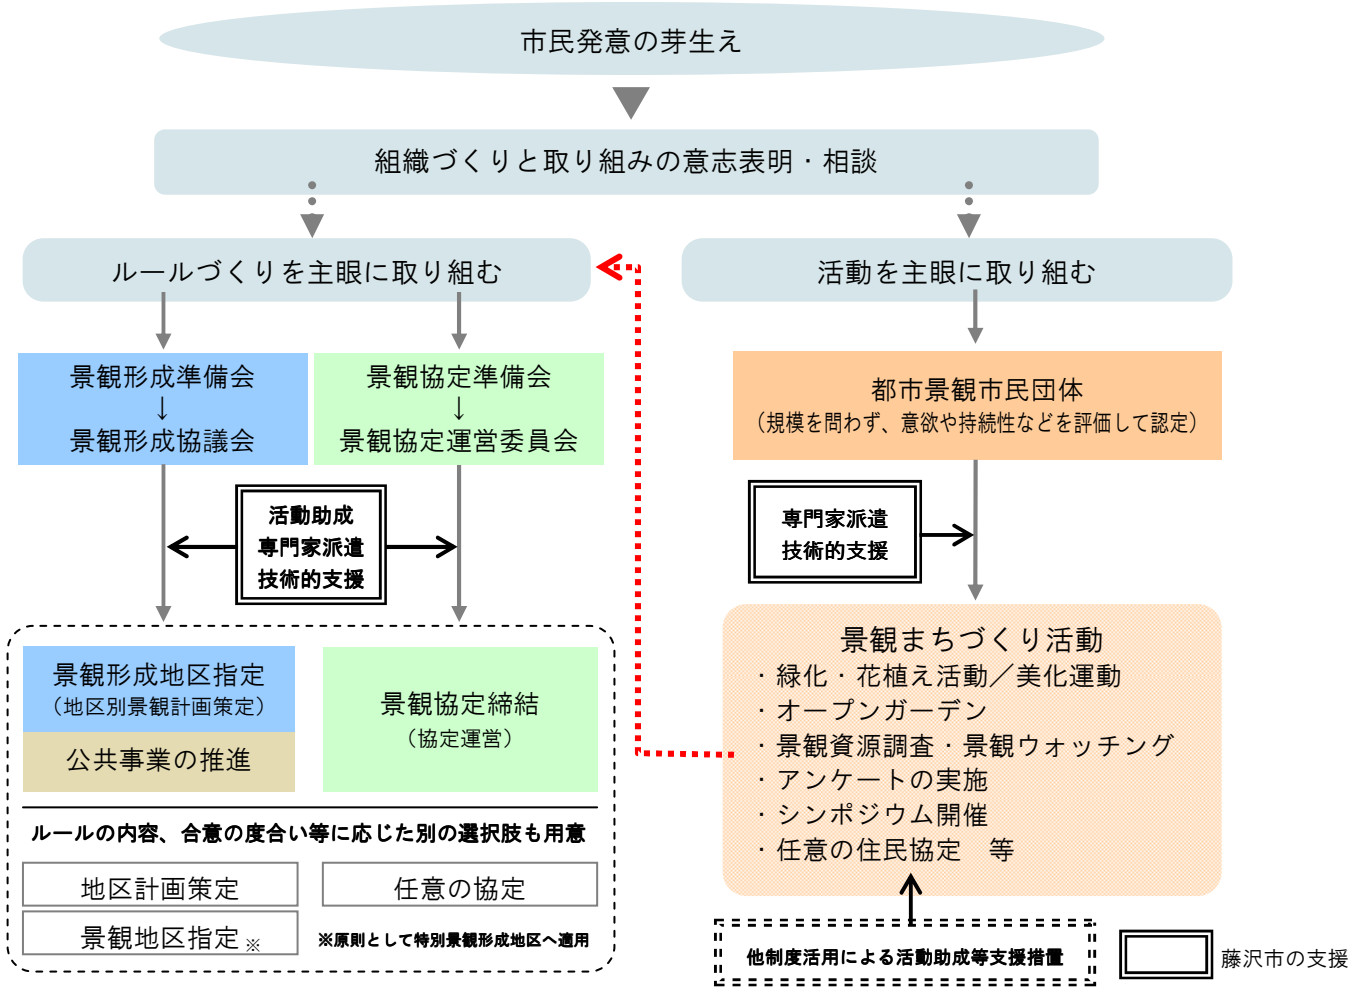 市民発意の芽生え
組織づくりと取り組みの意志表明・相談
ルールづくりを主眼に取り組む
活動を主眼に取り組む
景観形成準備会
↓
景観形成協議会
景観協定準備会
↓
景観協定運営委員会
都市景観市民団体
（規模を問わず、意欲や持続性などを評価して認定）
活動助成
専門家派遣
技術的支援
専門家派遣
技術的支援
景観形成地区指定
（地区別景観計画策定）
公共事業の推進
景観協定締結
（協定運営）
ルールの内容、合意の度合い等に応じた別の選択肢も用意
地区計画策定
任意の協定
景観地区指定※
※原則として特別景観形成地区へ適用
景観まちづくり活動
・緑化・花植え活動／美化運動
・オープンガーデン
・景観資源調査・景観ウォッチング
・アンケートの実施
・シンポジウム開催
・任意の住民協定　等
他制度活用による活動助成等支援措置
藤沢市の支援